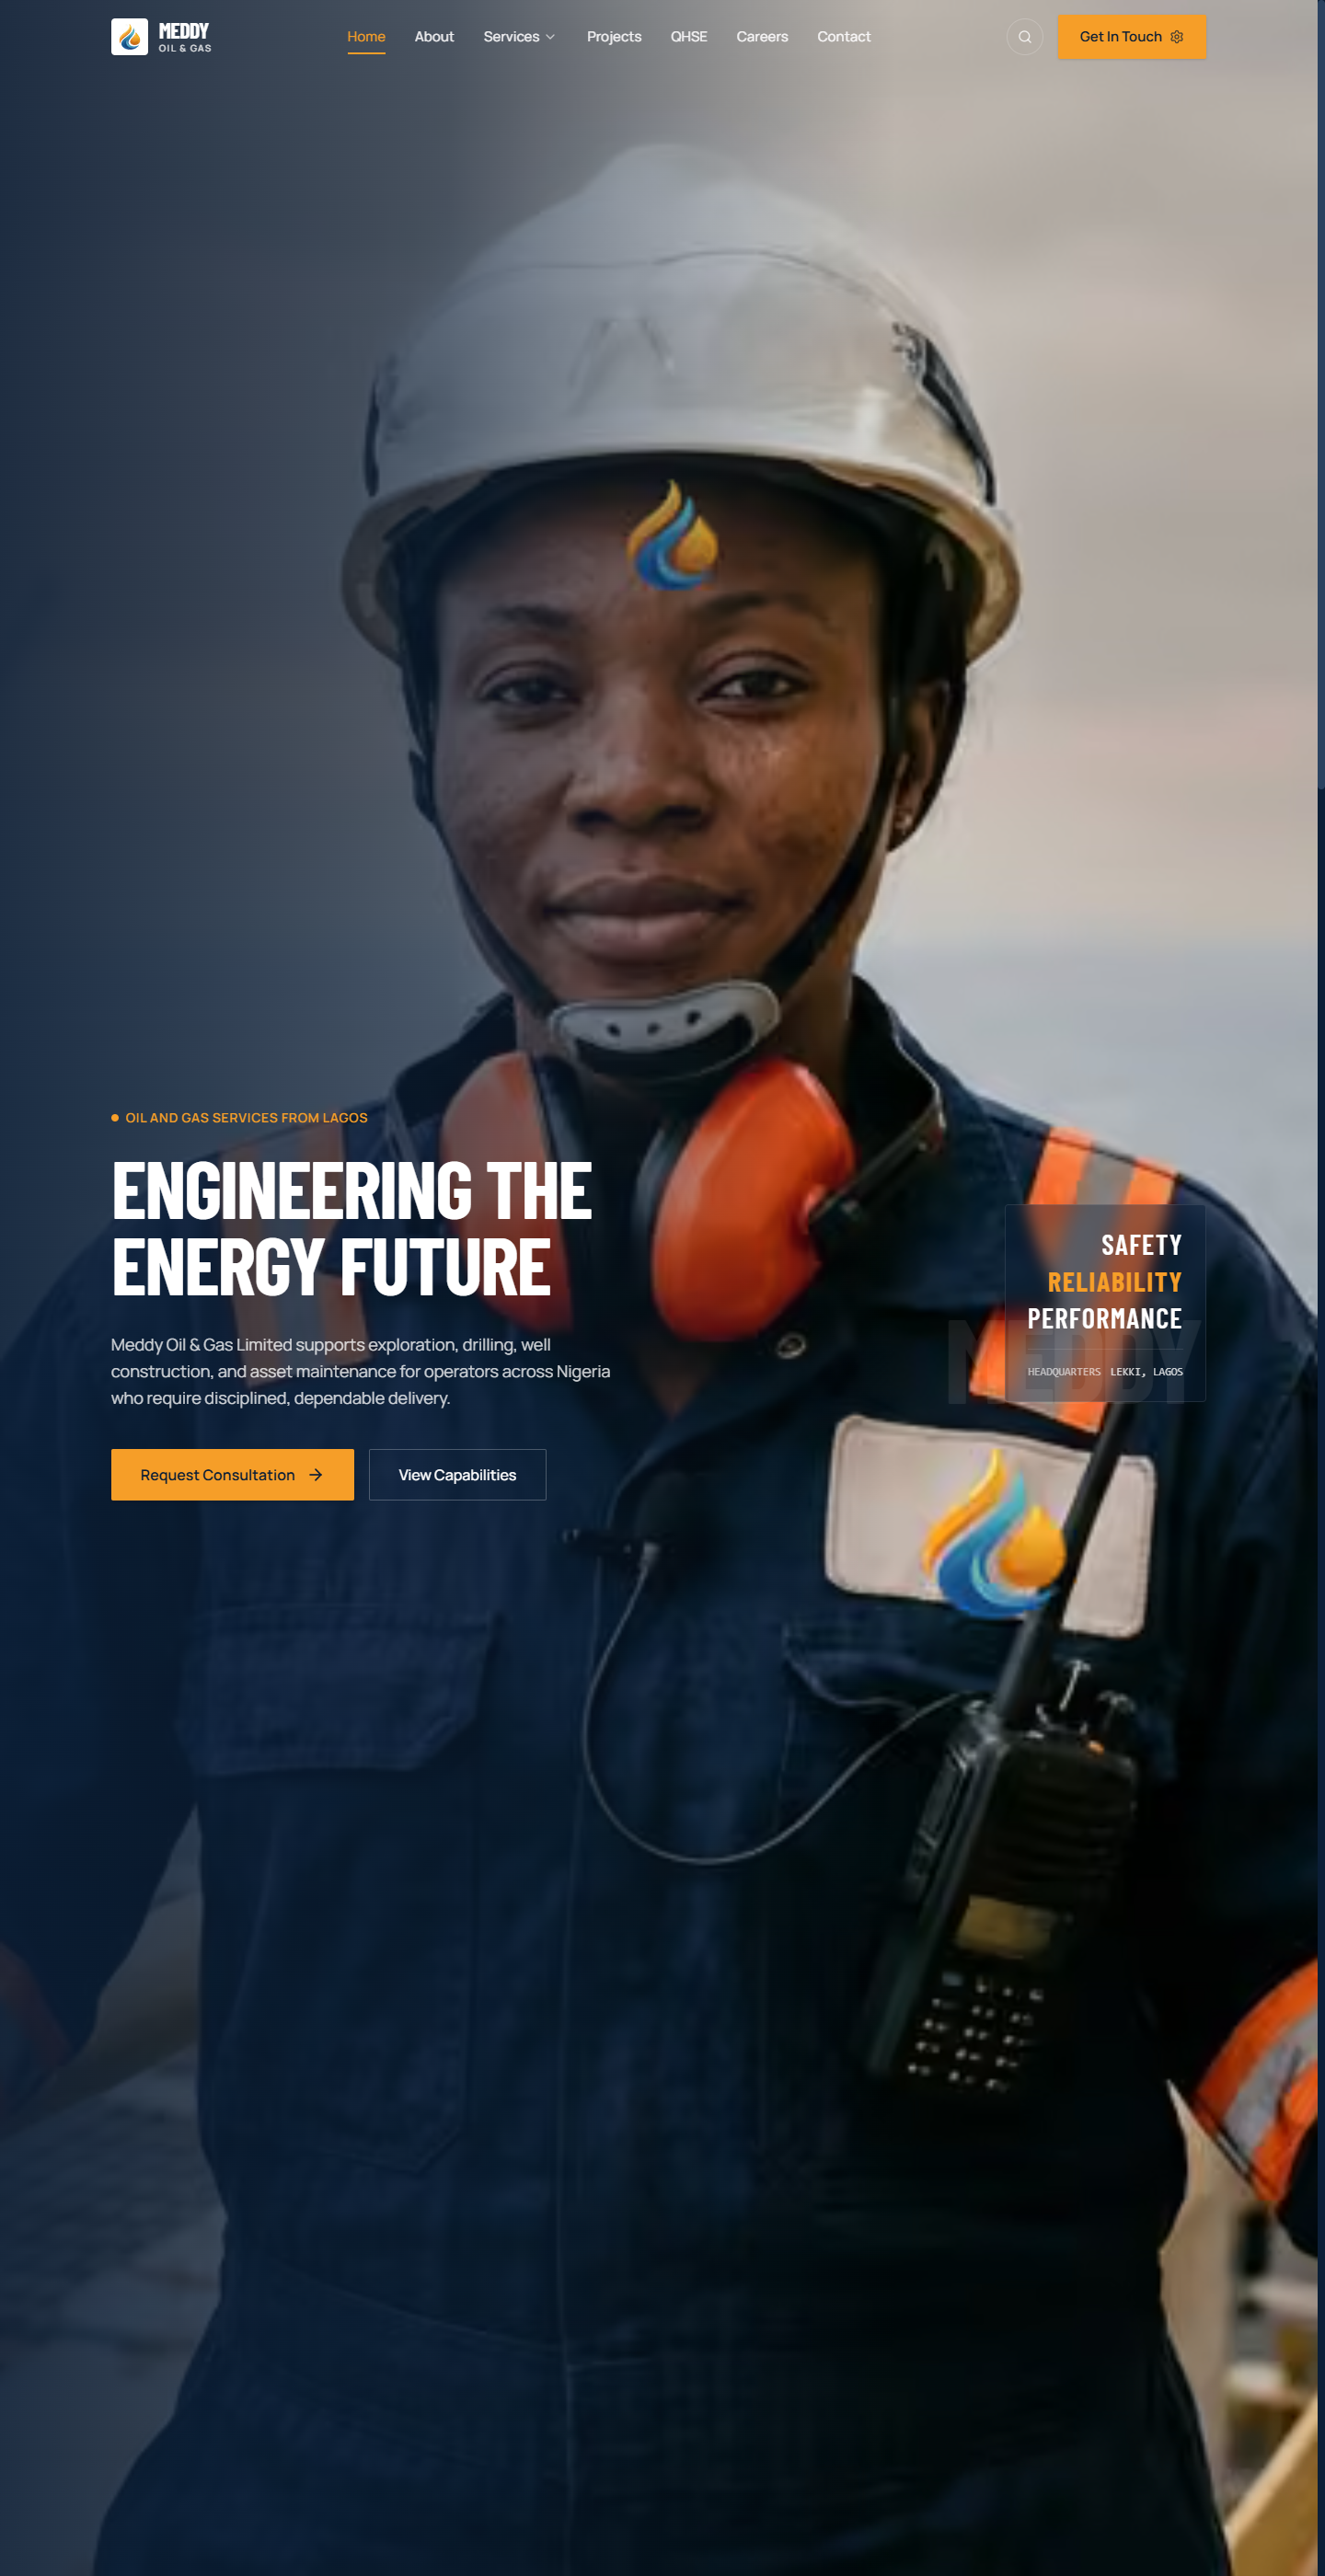 MEDDY
OIL & GAS
Home
About
Services
Projects
QHSE
Careers
Contact
Get In Touch
OIL AND GAS SERVICES FROM LAGOS
ENGINEERING THE
ENERGY FUTURE
Meddy Oil & Gas Limited supports exploration, drilling, well
construction, and asset maintenance for operators across Nigeria
who require disciplined, dependable delivery.
Request Consultation
View Capabilities
SAFETY
RELIABILITY
PERFORMANCE
MEDDY
HEADQUARTERS LEKKI, LAGOS